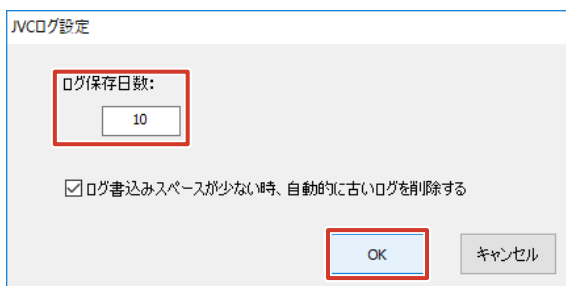 JVCログ設定
ログ保存日数:
10
ログ書込みスペースが少ない時、自動的に古いログを削除する
OK
キャンセル